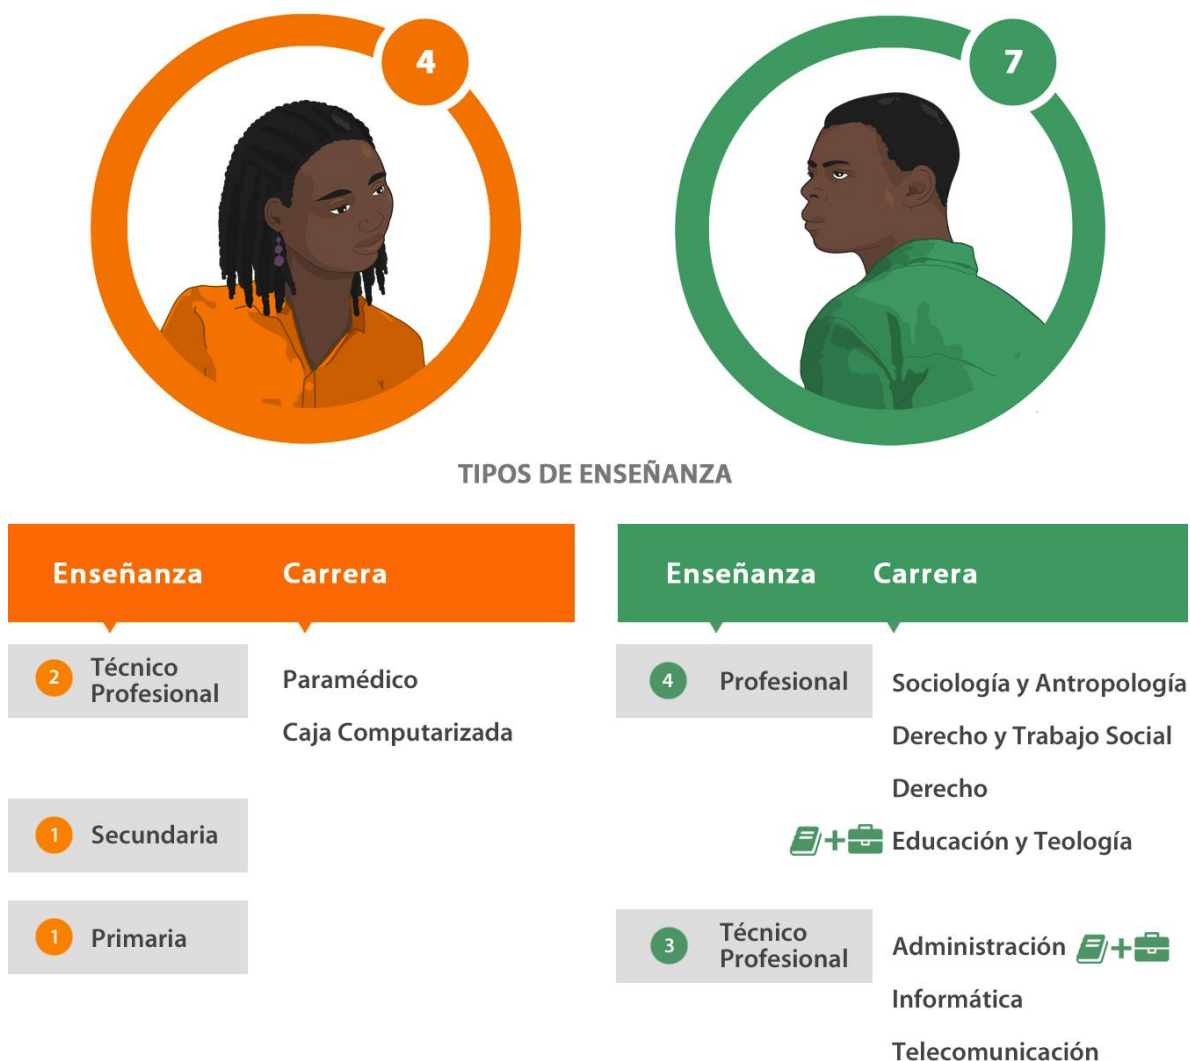 4
7
TIPOS DE ENSEÑANZA
Enseñanza Carrera
2 Técnico
Profesional
Paramédico
Caja Computarizada
1 Secundaria
1 Primaria
Enseñanza Carrera
4 Profesional
Sociología y Antropología
Derecho y Trabajo Social
Derecho
+ Educación y Teología
3 Técnico
Profesional
Administración +
Informática
Telecomunicación